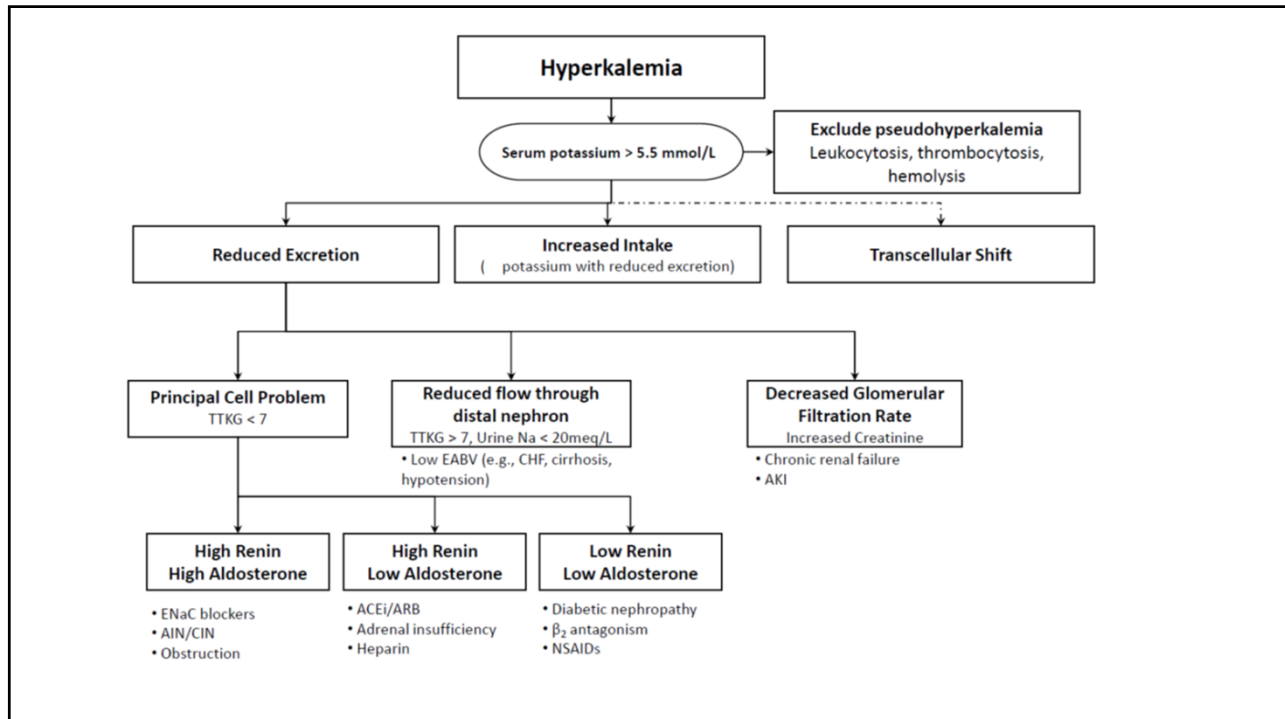 Hyperkalemia
Serum potassium > 5.5 mmol/L
Exclude pseudohyperkalemia
Leukocytosis, thrombocytosis,
hemolysis
Reduced Excretion
Increased Intake
( potassium with reduced excretion)
Transcellular Shift
Principal Cell Problem
TTKG < 7
Reduced flow through
distal nephron
TTKG > 7, Urine Na < 20meq/L
• Low EABV (e.g., CHF, cirrhosis,
hypotension)
Decreased Glomerular
Filtration Rate
Increased Creatinine
• Chronic renal failure
• AKI
High Renin
High Aldosterone
• ENaC blockers
• AIN/CIN
• Obstruction
High Renin
Low Aldosterone
• ACEi/ARB
• Adrenal insufficiency
• Heparin
Low Renin
Low Aldosterone
• Diabetic nephropathy
• β₂ antagonism
• NSAIDs